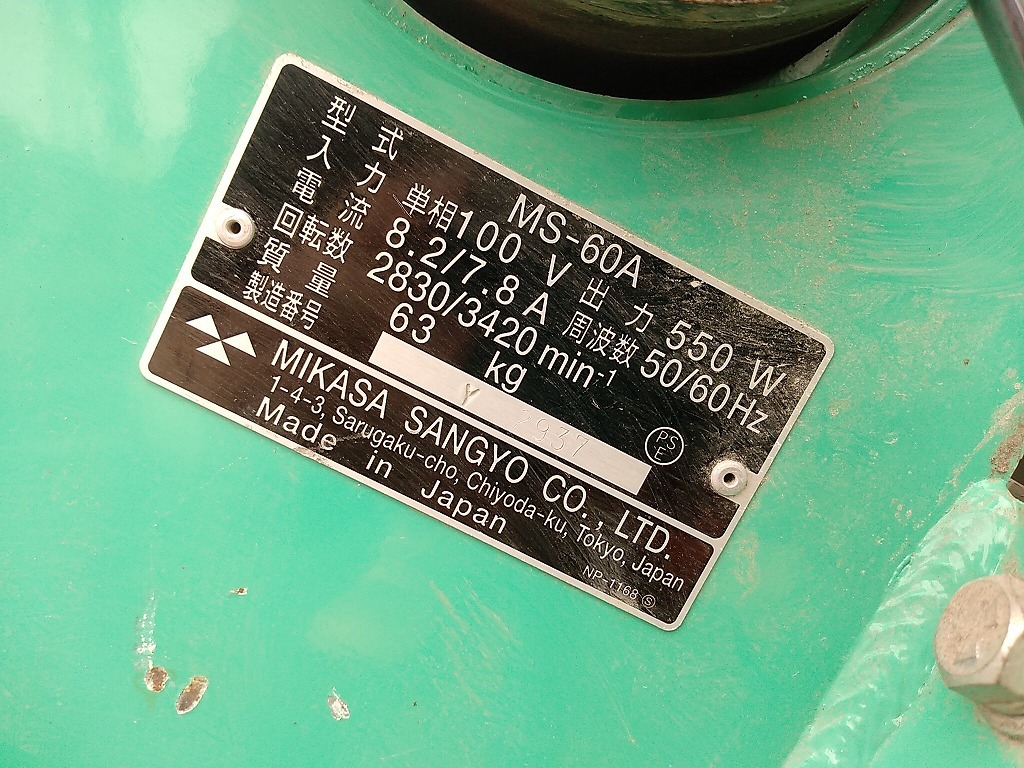 型式 MS-60A
入力 単相100 V 出力 550 W
電流 8.2/7.8 A 周波数 50/60Hz
回転数 2830/3420 min-1
質量 63 kg
製造番号 Y 2937
PS
E
MIKASA SANGYO CO., LTD.
1-4-3, Sarugaku-cho, Chiyoda-ku, Tokyo, Japan
Made in Japan
NP-1168 Ⓢ